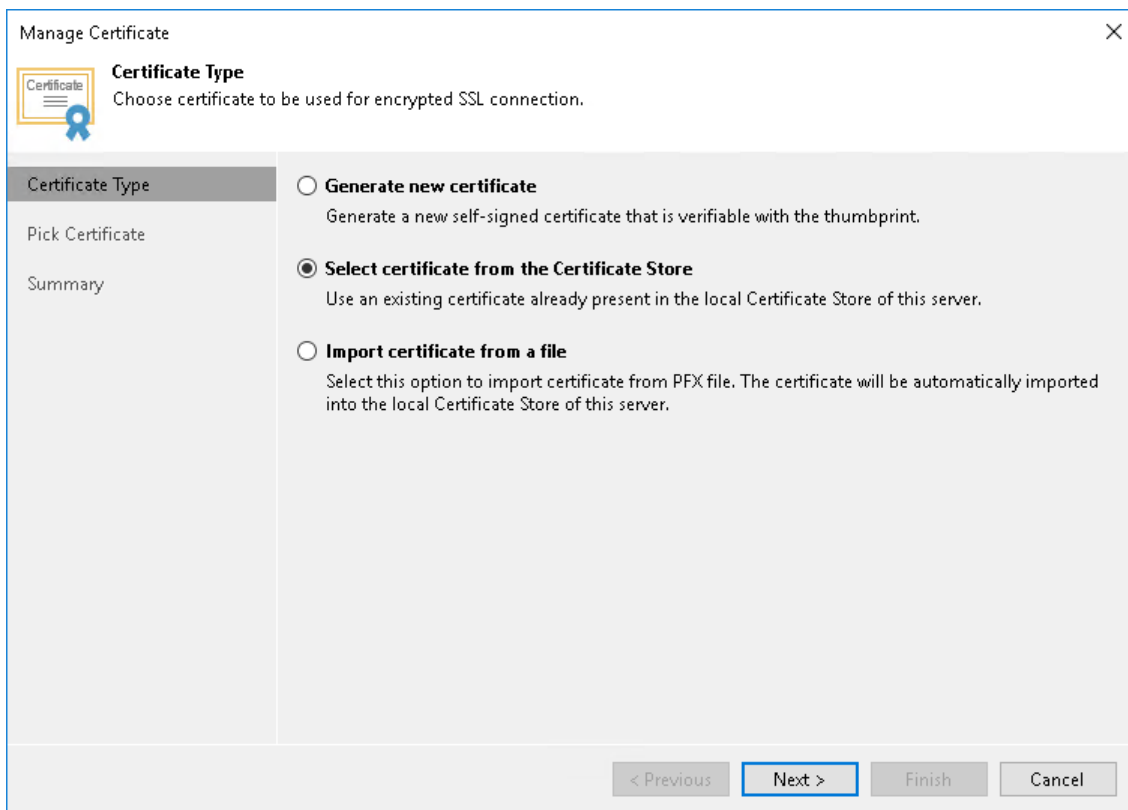 Manage Certificate
Certificate
Certificate Type
Choose certificate to be used for encrypted SSL connection.
Certificate Type
Pick Certificate
Summary
Generate new certificate
Generate a new self-signed certificate that is verifiable with the thumbprint.
Select certificate from the Certificate Store
Use an existing certificate already present in the local Certificate Store of this server.
Import certificate from a file
Select this option to import certificate from PFX file. The certificate will be automatically imported
into the local Certificate Store of this server.
< Previous
Next >
Finish
Cancel